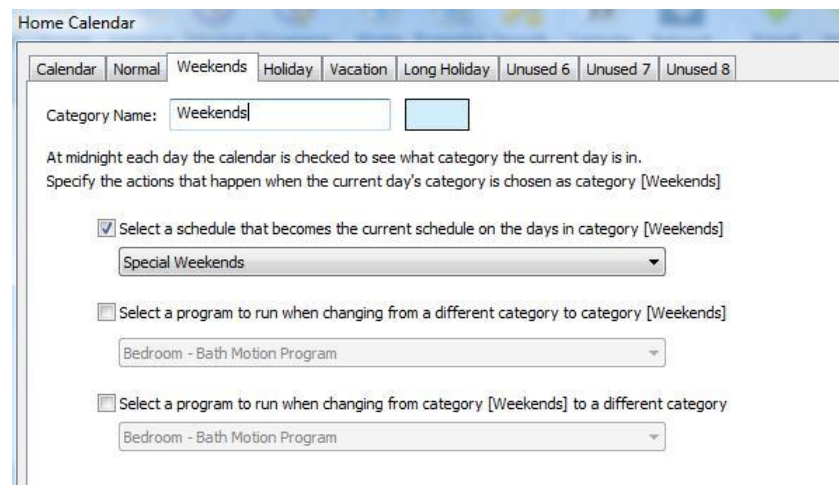 Home Calendar
Calendar Normal Weekends Holiday Vacation Long Holiday Unused 6 Unused 7 Unused 8
Category Name: Weekends
At midnight each day the calendar is checked to see what category the current day is in.
Specify the actions that happen when the current day's category is chosen as category [Weekends]
Select a schedule that becomes the current schedule on the days in category [Weekends]
Special Weekends
Select a program to run when changing from a different category to category [Weekends]
Bedroom - Bath Motion Program
Select a program to run when changing from category [Weekends] to a different category
Bedroom - Bath Motion Program